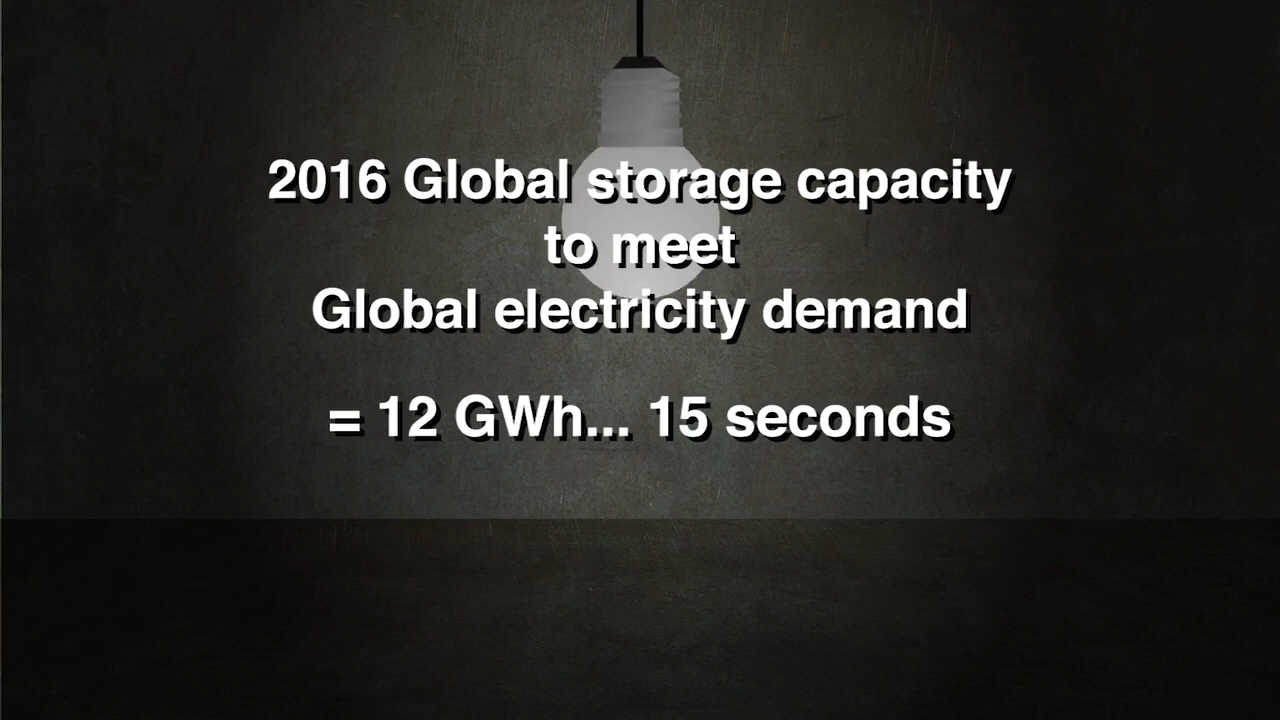 2016 Global storage capacity
to meet
Global electricity demand
= 12 GWh... 15 seconds